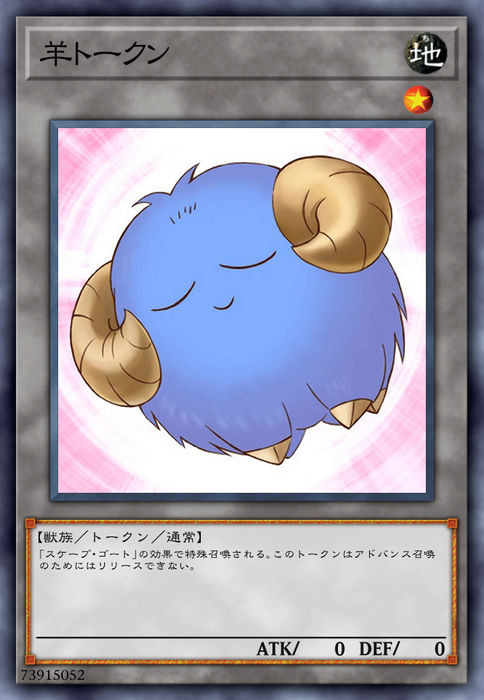 羊トークン
ち
地
【獣族／トークン／通常】
「スケープ・ゴート」の効果で特殊召喚される。このトークンはアドバンス召喚
のためにはリリースできない。
ATK/ 0 DEF/ 0
73915052